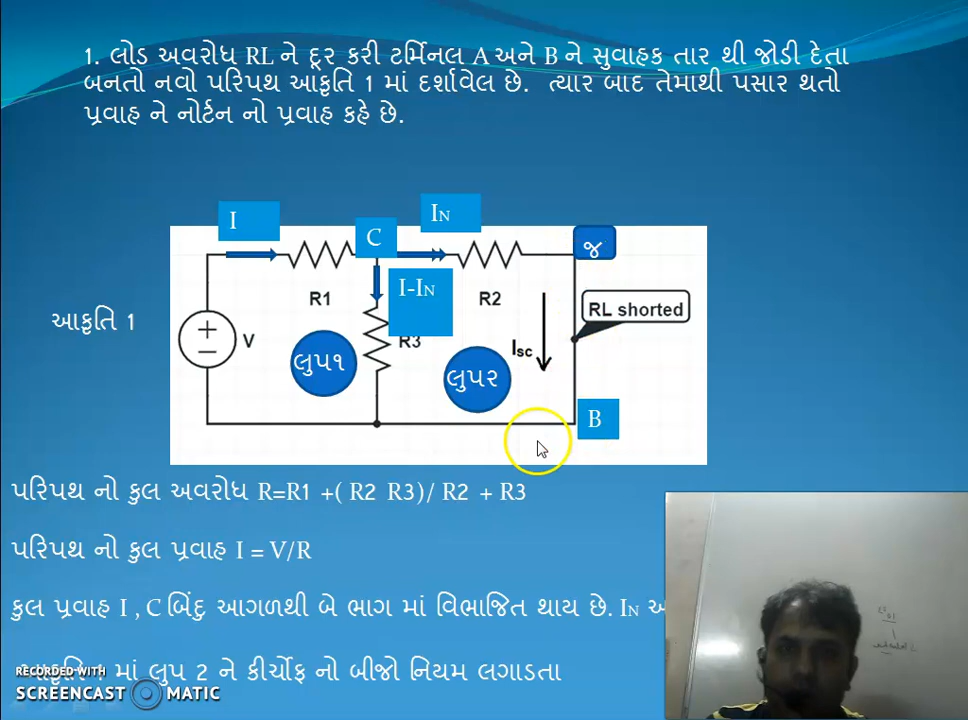 1. લોડ અવરોધ RL ને દૂર કરી ટર્મિનલ A અને B ને સુવાહક તાર થી જોડી દેતા
બનતો નવો પરિપથ આકૃતિ 1 માં દર્શાવેલ છે. ત્યાર બાદ તેમાથી પસાર થતો
પ્રવાહ ને નોર્ટન નો પ્રવાહ કહે છે.
I
IN
C
જ
I-IN
R1
R2
RL shorted
આકૃતિ 1
V
R3
Isc
લુપ૧
લુપ૨
B
પરિપથ નો કુલ અવરોધ R=R1 +( R2 R3)/ R2 + R3
પરિપથ નો કુલ પ્રવાહ I = V/R
કુલ પ્રવાહ I , C બિંદુ આગળથી બે ભાગ માં વિભાજિત થાય છે. IN
માં લુપ 2 ને કીર્ચોફ નો બીજો નિયમ લગાડતા
RECORDED WITH
SCREENCAST MATIC